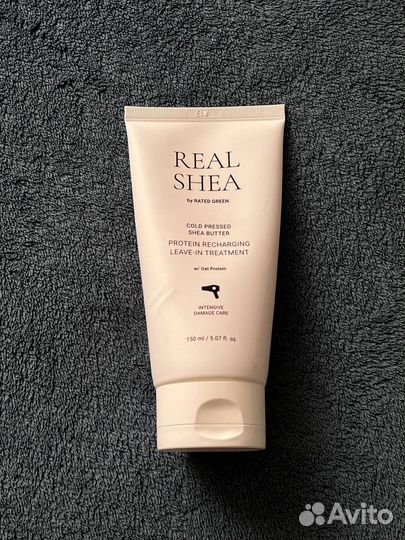 REAL
SHEA
by RATED GREEN
COLD PRESSED
SHEA BUTTER
PROTEIN RECHARGING
LEAVE-IN TREATMENT
w/ Oat Protein
INTENSIVE
DAMAGE CARE
150 ml / 5.07 fl. oz.
Avito